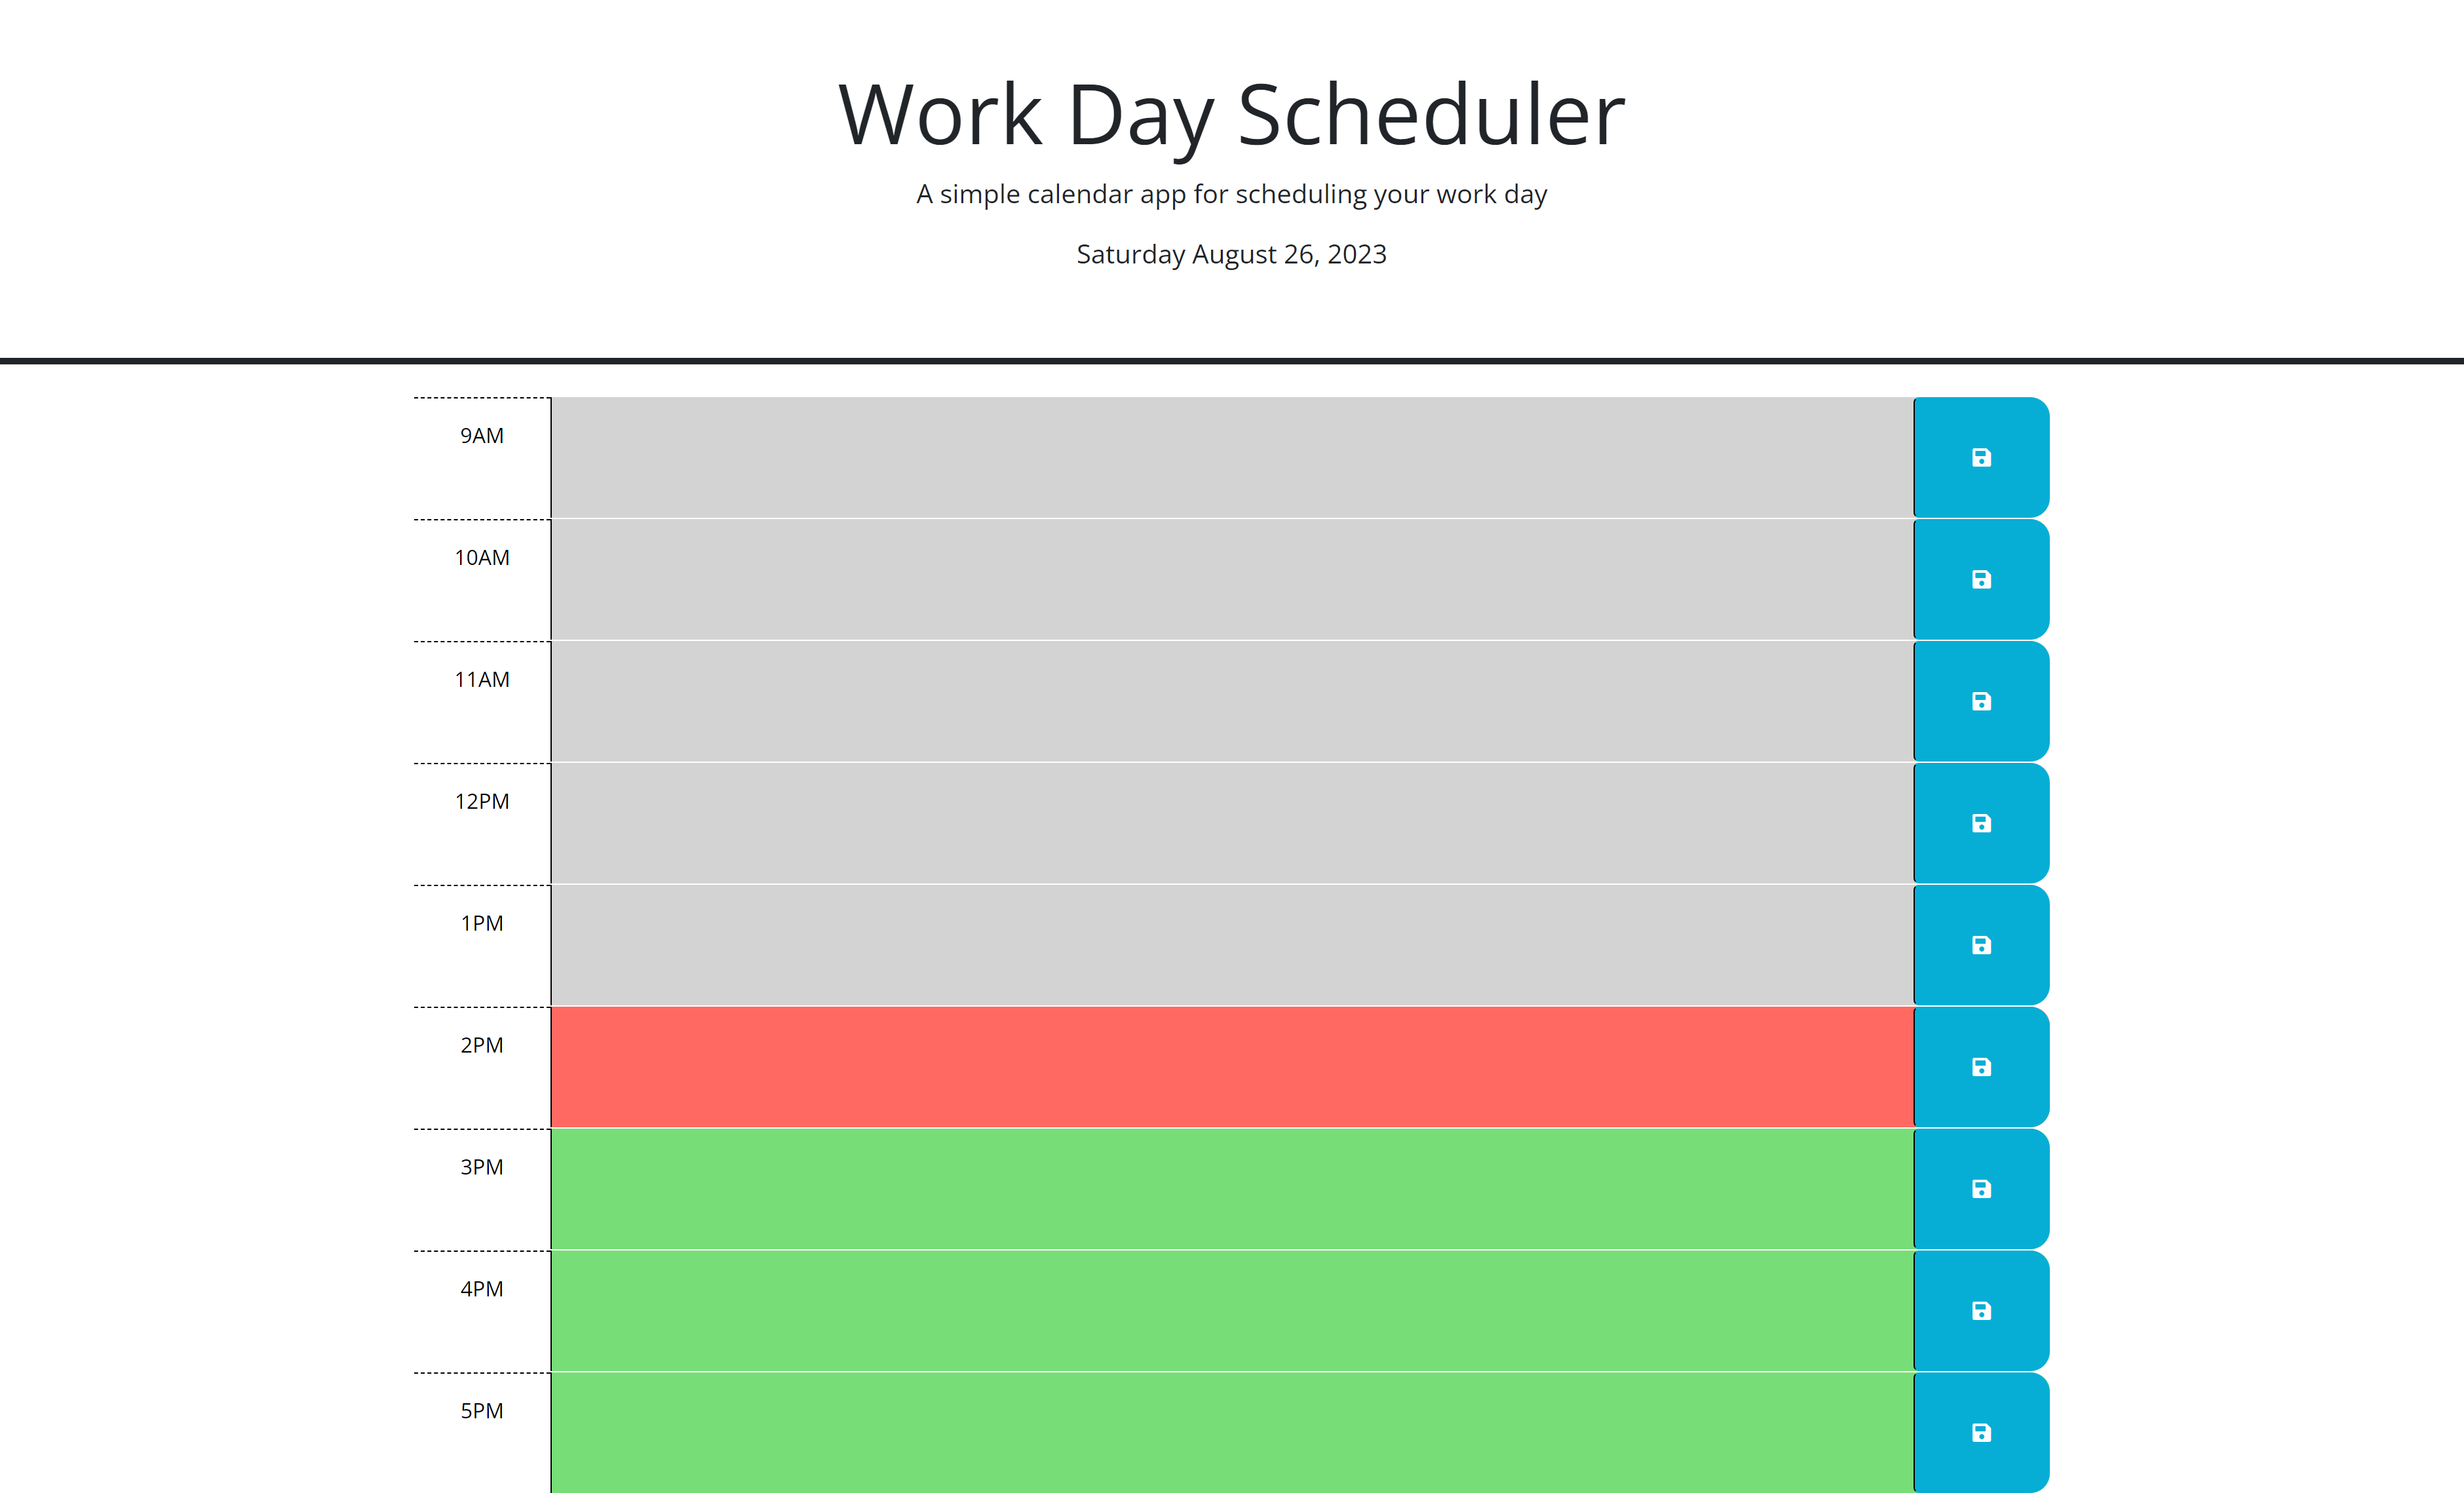 Work Day Scheduler
A simple calendar app for scheduling your work day
Saturday August 26, 2023
9AM
10AM
11AM
12PM
1PM
2PM
3PM
4PM
5PM